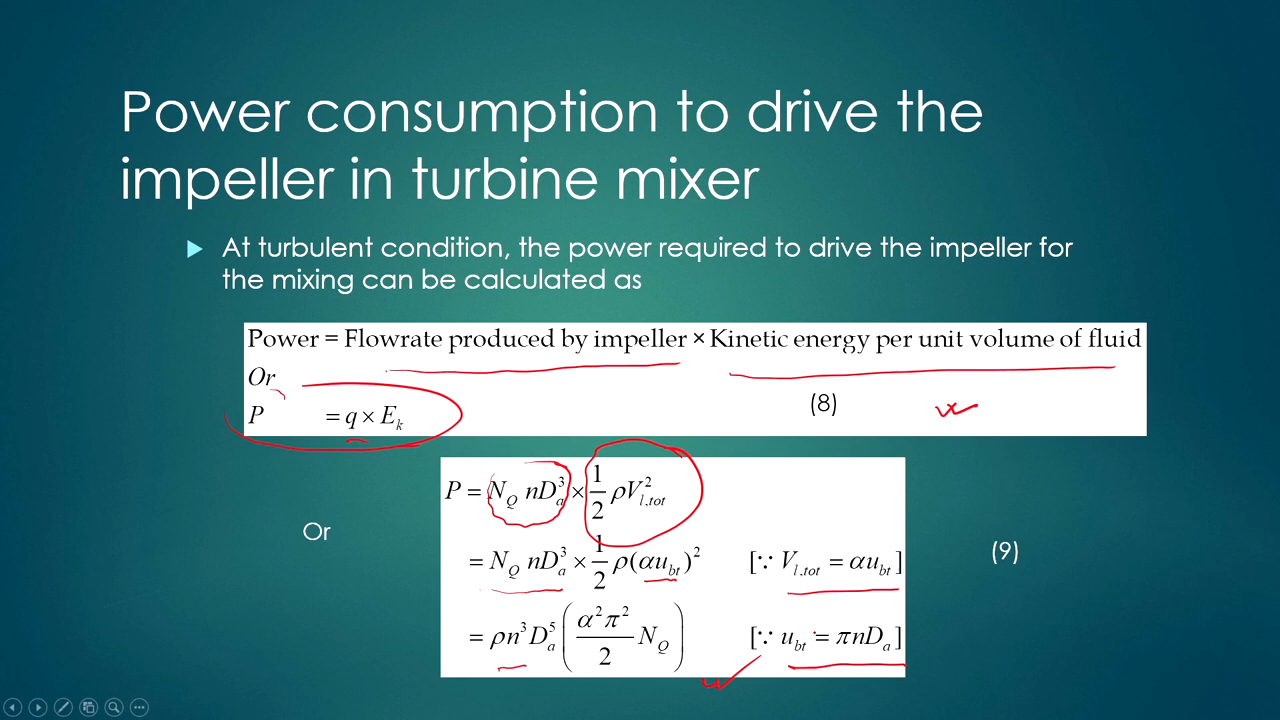 Power consumption to drive the
impeller in turbine mixer
At turbulent condition, the power required to drive the impeller for
the mixing can be calculated as
Power = Flowrate produced by impeller × Kinetic energy per unit volume of fluid
Or
P = q × E_k (8)
Or
P = N_Q nD_a^3 × 1/2 ρV_{l,tot}^2
= N_Q nD_a^3 × 1/2 ρ(αu_{bt})^2 [∵ V_{l,tot} = αu_{bt}] (9)
= ρn^3 D_a^5 (α^2π^2/2 N_Q) [∵ u_{bt} = πnD_a]